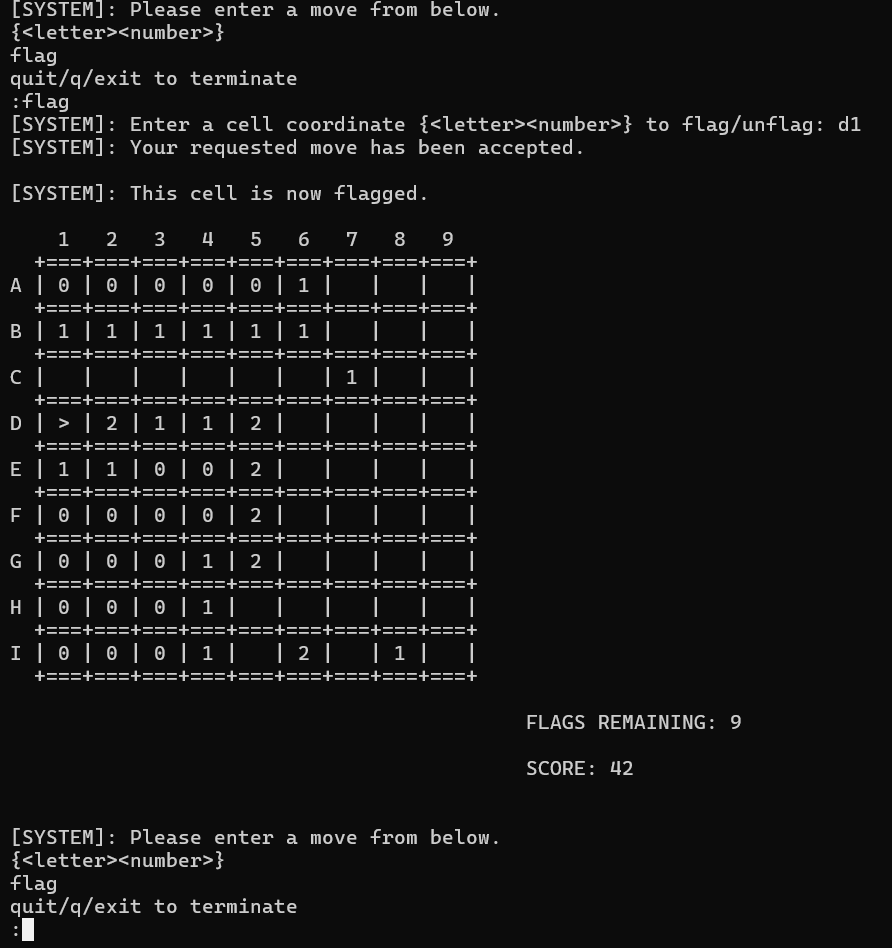 [SYSTEM]: Please enter a move from below.
{<letter><number>}
flag
quit/q/exit to terminate
:flag
[SYSTEM]: Enter a cell coordinate {<letter><number>} to flag/unflag: d1
[SYSTEM]: Your requested move has been accepted.
[SYSTEM]: This cell is now flagged.
    1   2   3   4   5   6   7   8   9
  +===+===+===+===+===+===+===+===+===+
A | 0 | 0 | 0 | 0 | 0 | 1 |   |   |   |
  +===+===+===+===+===+===+===+===+===+
B | 1 | 1 | 1 | 1 | 1 | 1 |   |   |   |
  +===+===+===+===+===+===+===+===+===+
C |   |   |   |   |   |   | 1 |   |   |
  +===+===+===+===+===+===+===+===+===+
D | > | 2 | 1 | 1 | 2 |   |   |   |   |
  +===+===+===+===+===+===+===+===+===+
E | 1 | 1 | 0 | 0 | 2 |   |   |   |   |
  +===+===+===+===+===+===+===+===+===+
F | 0 | 0 | 0 | 0 | 2 |   |   |   |   |
  +===+===+===+===+===+===+===+===+===+
G | 0 | 0 | 0 | 1 | 2 |   |   |   |   |
  +===+===+===+===+===+===+===+===+===+
H | 0 | 0 | 0 | 1 |   |   |   |   |   |
  +===+===+===+===+===+===+===+===+===+
I | 0 | 0 | 0 | 1 |   | 2 |   | 1 |   |
  +===+===+===+===+===+===+===+===+===+
FLAGS REMAINING: 9
SCORE: 42
[SYSTEM]: Please enter a move from below.
{<letter><number>}
flag
quit/q/exit to terminate
: